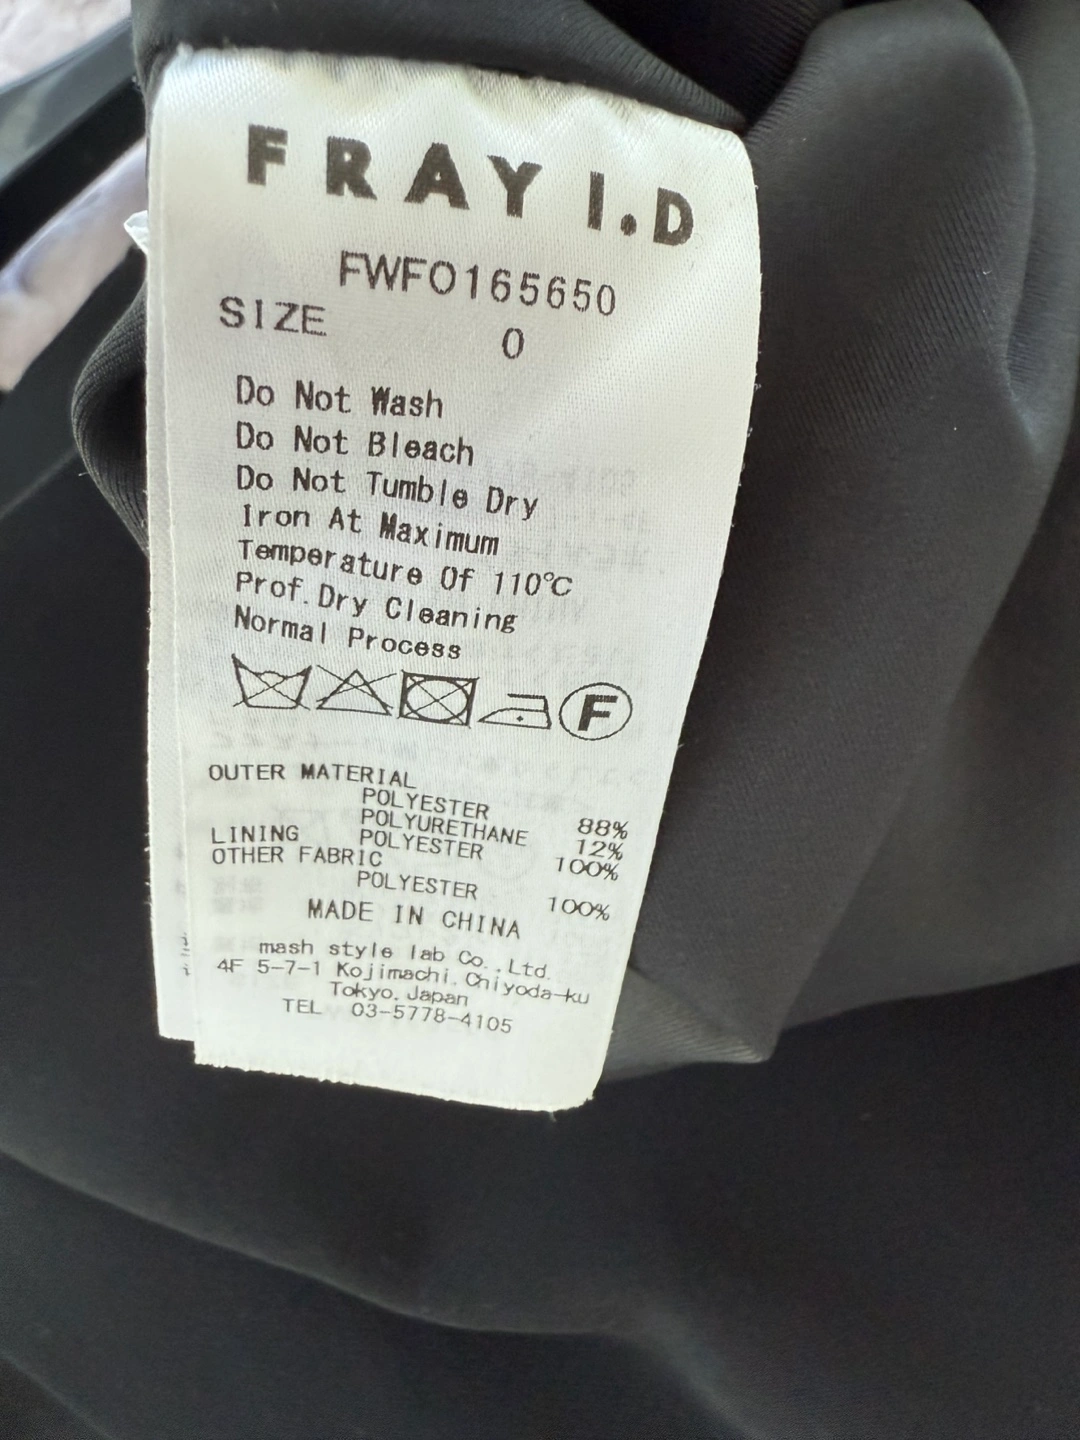 FRAY I.D
FWF0165650
SIZE 0
Do Not Wash
Do Not Bleach
Do Not Tumble Dry
Iron At Maximum
Temperature Of 110℃
Prof.Dry Cleaning
Normal Process
F
OUTER MATERIAL
POLYESTER 88%
POLYURETHANE 12%
LINING POLYESTER 100%
OTHER FABRIC
POLYESTER 100%
MADE IN CHINA
mash style lab Co.,Ltd.
4F 5-7-1 Kojimachi, Chiyoda-ku
Tokyo, Japan
TEL 03-5778-4105